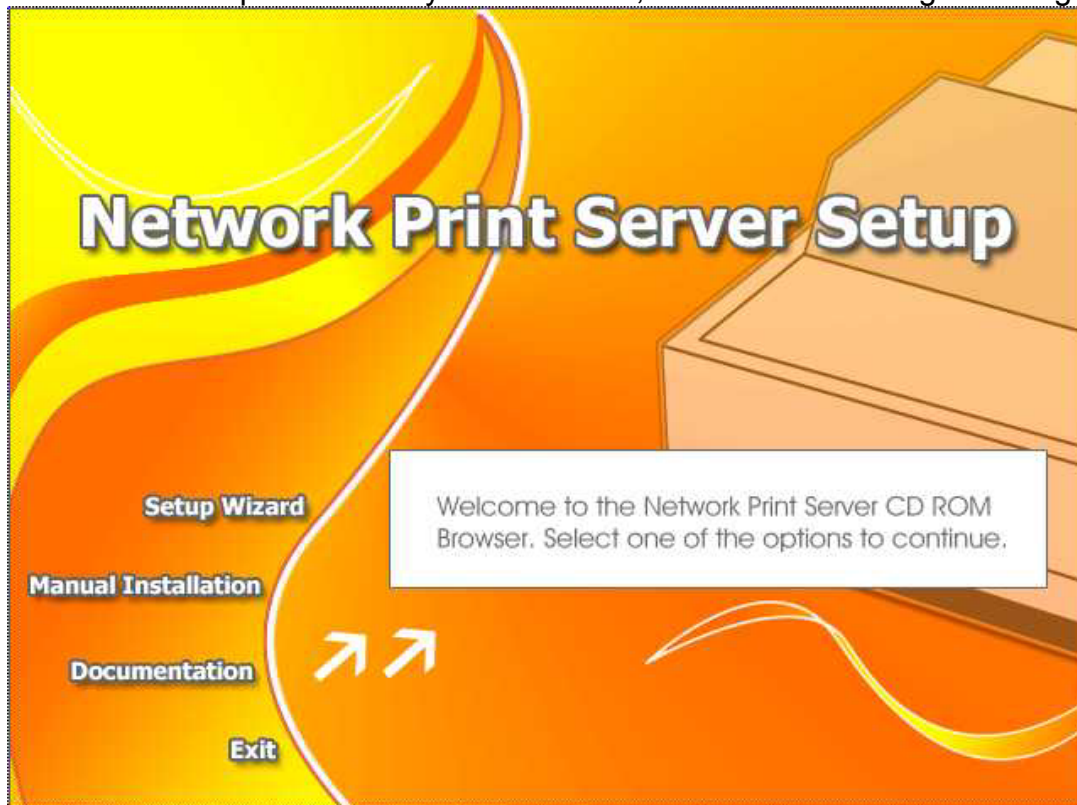 Network Print Server Setup
Setup Wizard
Welcome to the Network Print Server CD ROM
Browser. Select one of the options to continue.
Manual Installation
Documentation
Exit